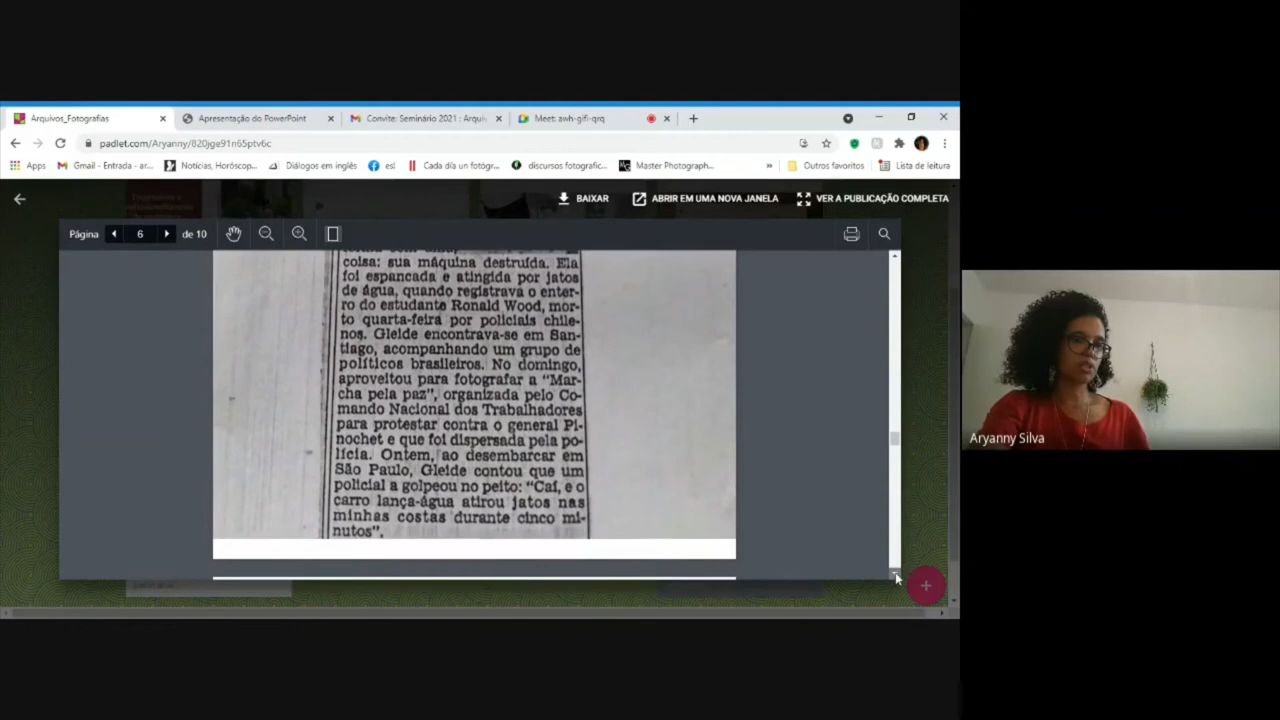 Arquivos_Fotografias
Apresentação do PowerPoint
Convite: Seminário 2021 : Arqui
Meet: awh-gifi-qrq
padlet.com/Aryanny/820jge91n65ptv6c
Apps
Gmail - Entrada - ar...
Notícias, Horóscop...
Diálogos em inglês
esl
Cada día un fotógr...
discursos fotografic...
Master Photograph...
»
Outros favoritos
Lista de leitura
BAIXAR
ABRIR EM UMA NOVA JANELA
VER A PUBLICAÇÃO COMPLETA
Página 6 de 10
coisa: sua máquina destruída. Ela
foi espancada e atingida por jatos
de água, quando registrava o enter-
ro do estudante Ronald Wood, mor-
to quarta-feira por policiais chile-
nos. Gleide encontrava-se em San-
tiago, acompanhando um grupo de
políticos brasileiros. No domingo,
aproveitou para fotografar a "Mar-
cha pela paz", organizada pelo Co-
mando Nacional dos Trabalhadores
para protestar contra o general Pi-
nochet e que foi dispersada pela po-
lícia. Ontem, ao desembarcar em
São Paulo, Gleide contou que um
policial a golpeou no peito: "Caí, e o
carro lança-água atirou jatos nas
minhas costas durante cinco mi-
nutos".
Aryanny Silva